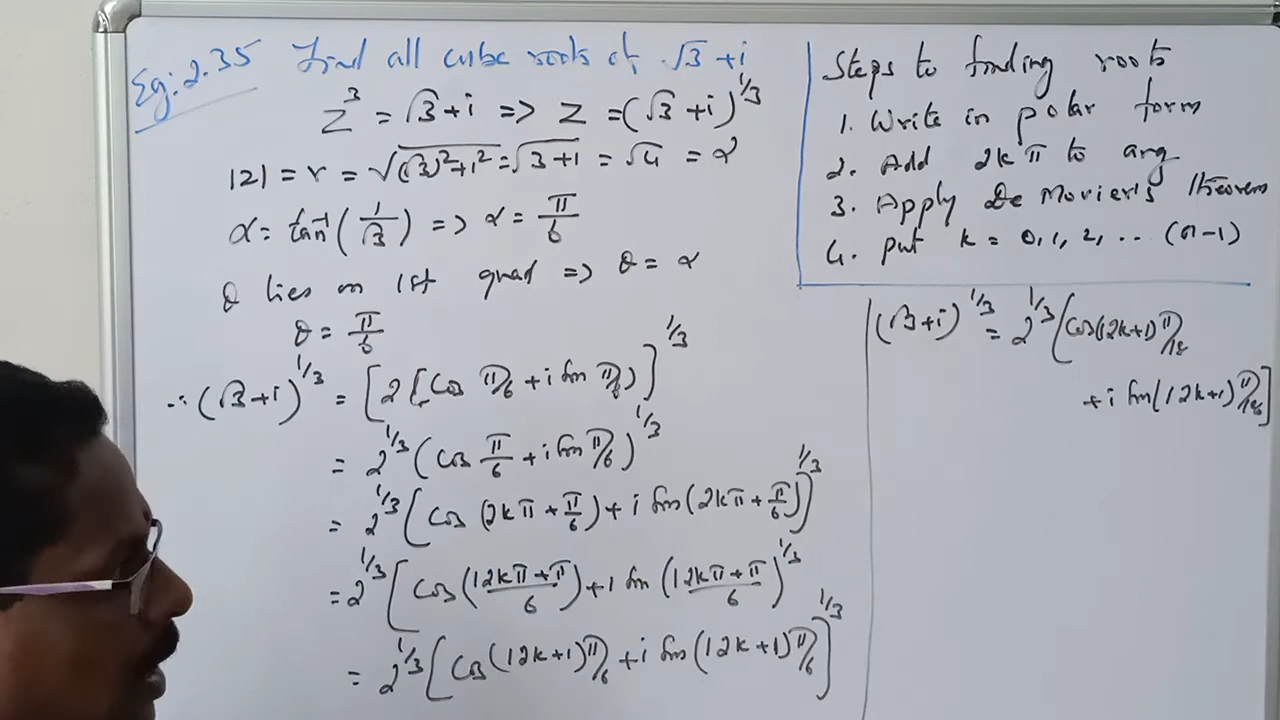 Eg: 2.35 Find all cube roots of √3 + i
z³ = √3 + i => z = (√3 + i)^1/3
|z| = r = √((√3)² + 1²) = √(3+1) = √4 = 2
α = tan⁻¹(1/√3) => α = π/6
θ lies on 1st quad => θ = α
θ = π/6
∴ (√3 + i)^1/3 = [2 [cos π/6 + i sin π/6)]^1/3
= 2^1/3 (cos π/6 + i sin π/6)^1/3
= 2^1/3 [cos (2kπ + π/6) + i sin (2kπ + π/6)]^1/3
= 2^1/3 [cos (12kπ + π/6) + i sin (12kπ + π/6)^1/3
= 2^1/3 [cos (12k+1) π/6 + i sin (12k+1) π/6]^1/3
Steps to finding roots
1. Write in polar form
2. Add 2kπ to arg
3. Apply De Movier's theorem
4. put k = 0, 1, 2, .. (n-1)
(√3 + i)^1/3 = 2^1/3 [cos (12k+1) π/18
+ i sin (12k+1) π/18]